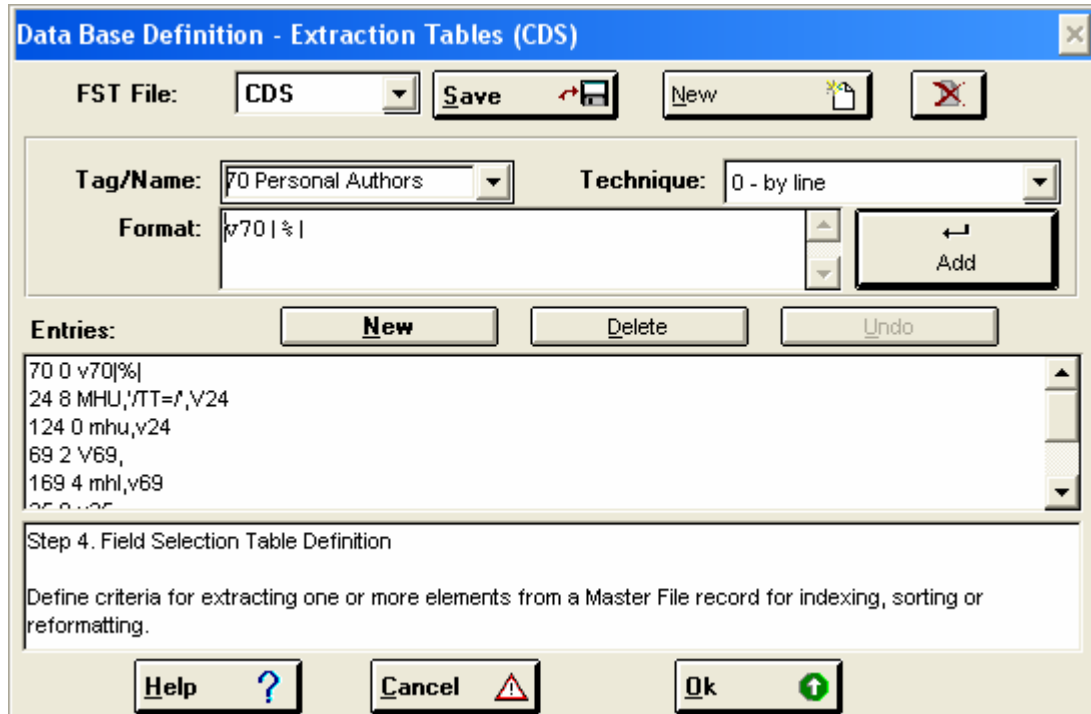 Data Base Definition - Extraction Tables (CDS)
FST File: CDS Save New
Tag/Name: 70 Personal Authors Technique: 0 - by line
Format: v70|%|
Add
Entries: New Delete Undo
70 0 v70|%|
24 8 MHU,'/TT=/',V24
124 0 mhu,v24
69 2 V69,
169 4 mhl,v69
Step 4. Field Selection Table Definition
Define criteria for extracting one or more elements from a Master File record for indexing, sorting or
reformatting.
Help ? Cancel Ok